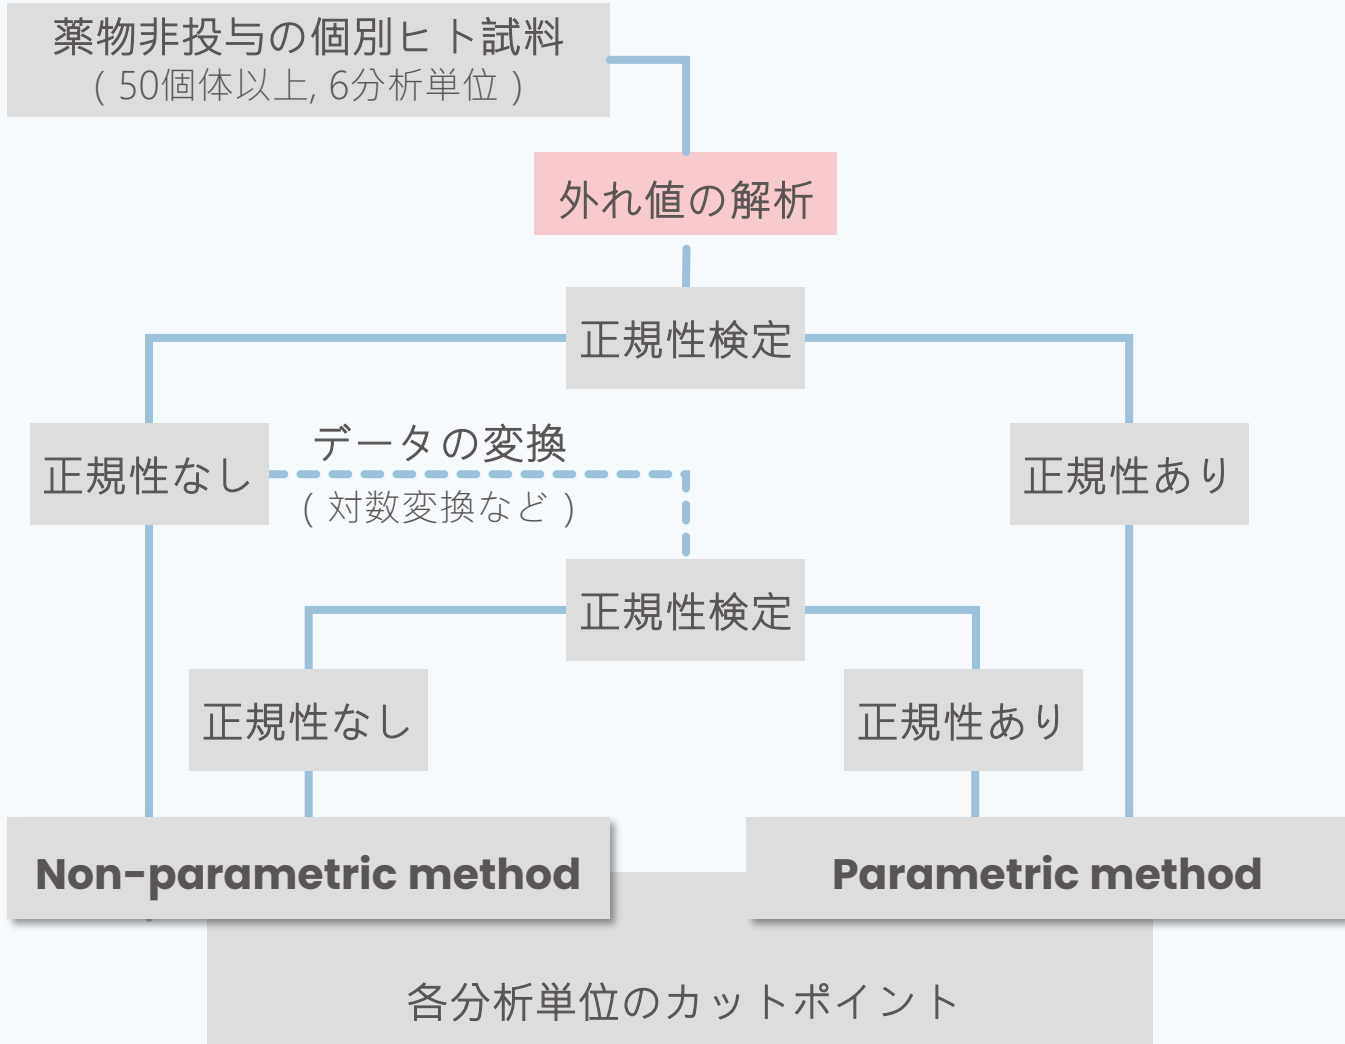 薬物非投与の個別ヒト試料
( 50個体以上, 6分析単位 )
外れ値の解析
正規性検定
正規性なし
データの変換
( 対数変換など )
正規性あり
正規性検定
正規性なし
正規性あり
Non-parametric method
Parametric method
各分析単位のカットポイント